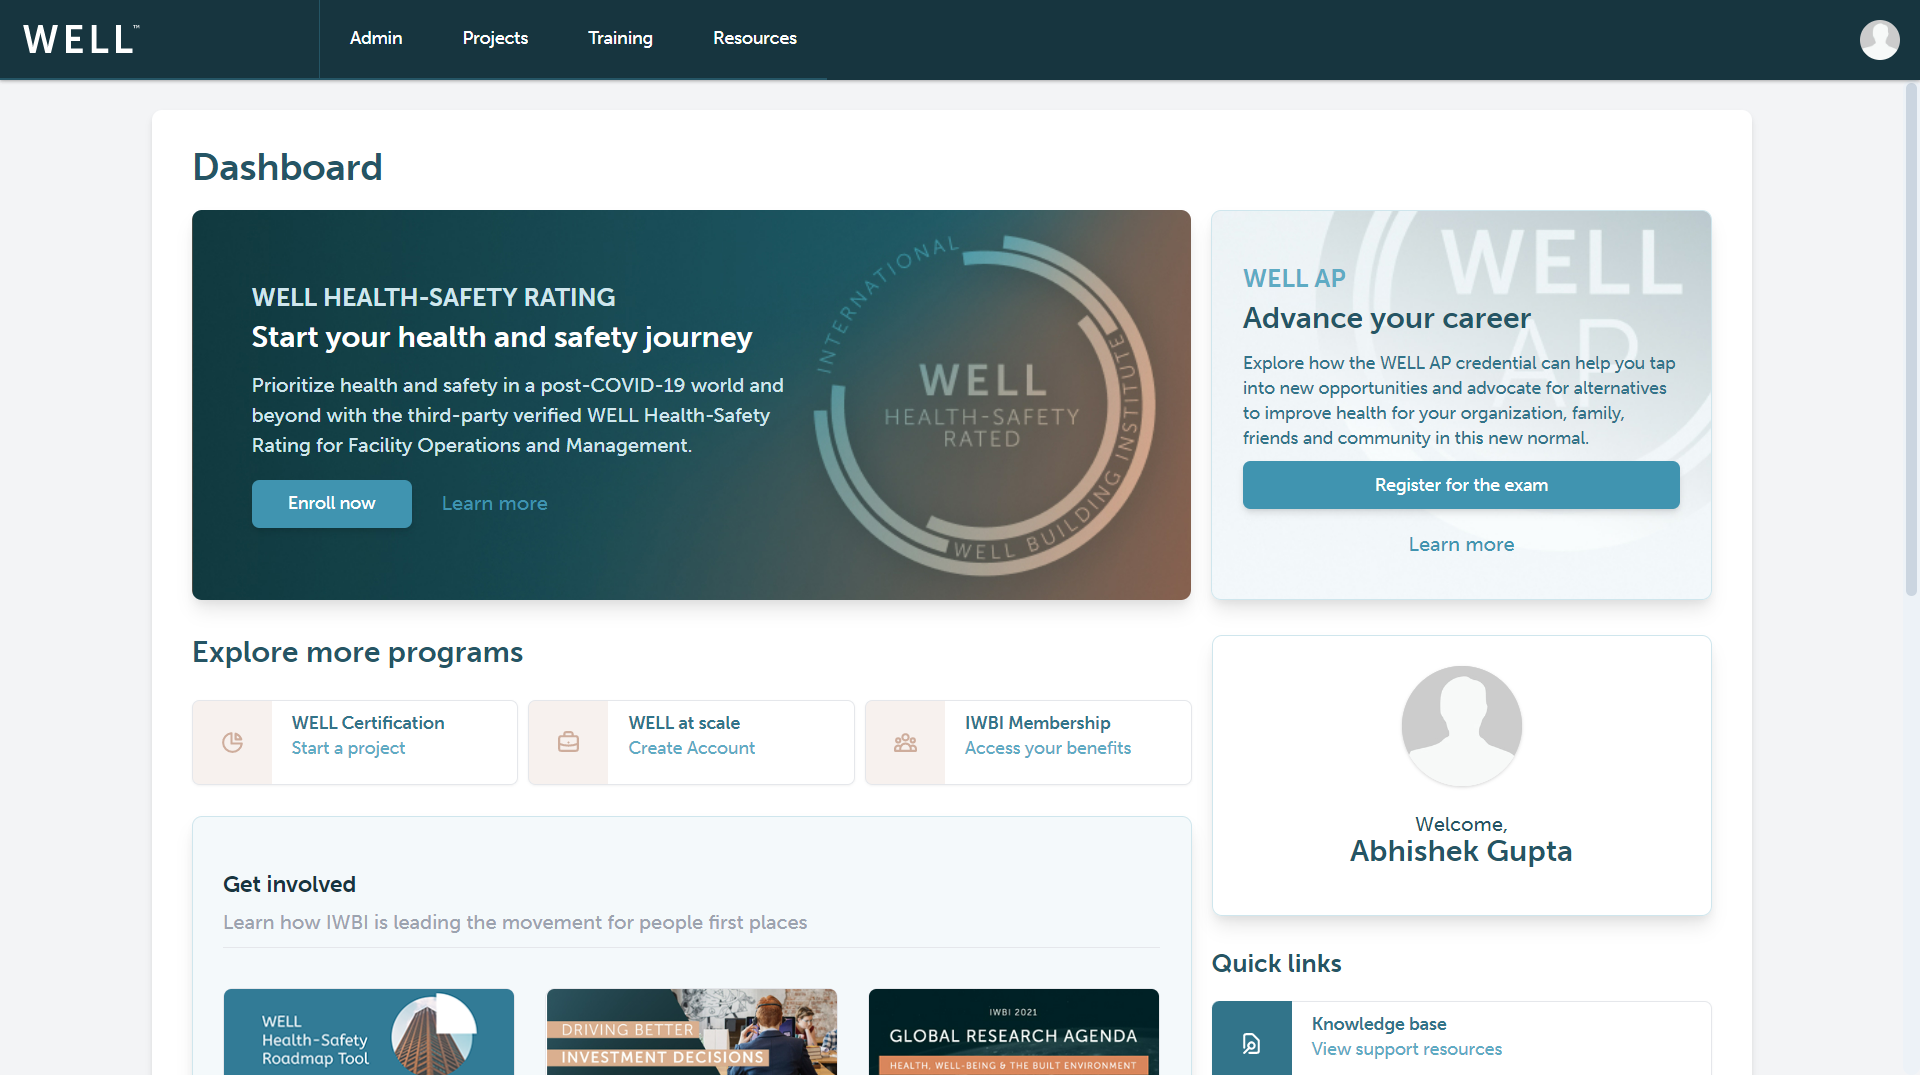 WELL™
Admin
Projects
Training
Resources
Dashboard
WELL HEALTH-SAFETY RATING
Start your health and safety journey
Prioritize health and safety in a post-COVID-19 world and
beyond with the third-party verified WELL Health-Safety
Rating for Facility Operations and Management.
Enroll now
Learn more
INTERNATIONAL
WELL BUILDING INSTITUTE
WELL
HEALTH-SAFETY
RATED
WELL
AP
WELL AP
Advance your career
Explore how the WELL AP credential can help you tap
into new opportunities and advocate for alternatives
to improve health for your organization, family,
friends and community in this new normal.
Register for the exam
Learn more
Explore more programs
WELL Certification
Start a project
WELL at scale
Create Account
IWBI Membership
Access your benefits
Welcome,
Abhishek Gupta
Get involved
Learn how IWBI is leading the movement for people first places
WELL
Health-Safety
Roadmap Tool
DRIVING BETTER
INVESTMENT DECISIONS
IWBI 2021
GLOBAL RESEARCH AGENDA
HEALTH, WELL-BEING & THE BUILT ENVIRONMENT
Quick links
Knowledge base
View support resources